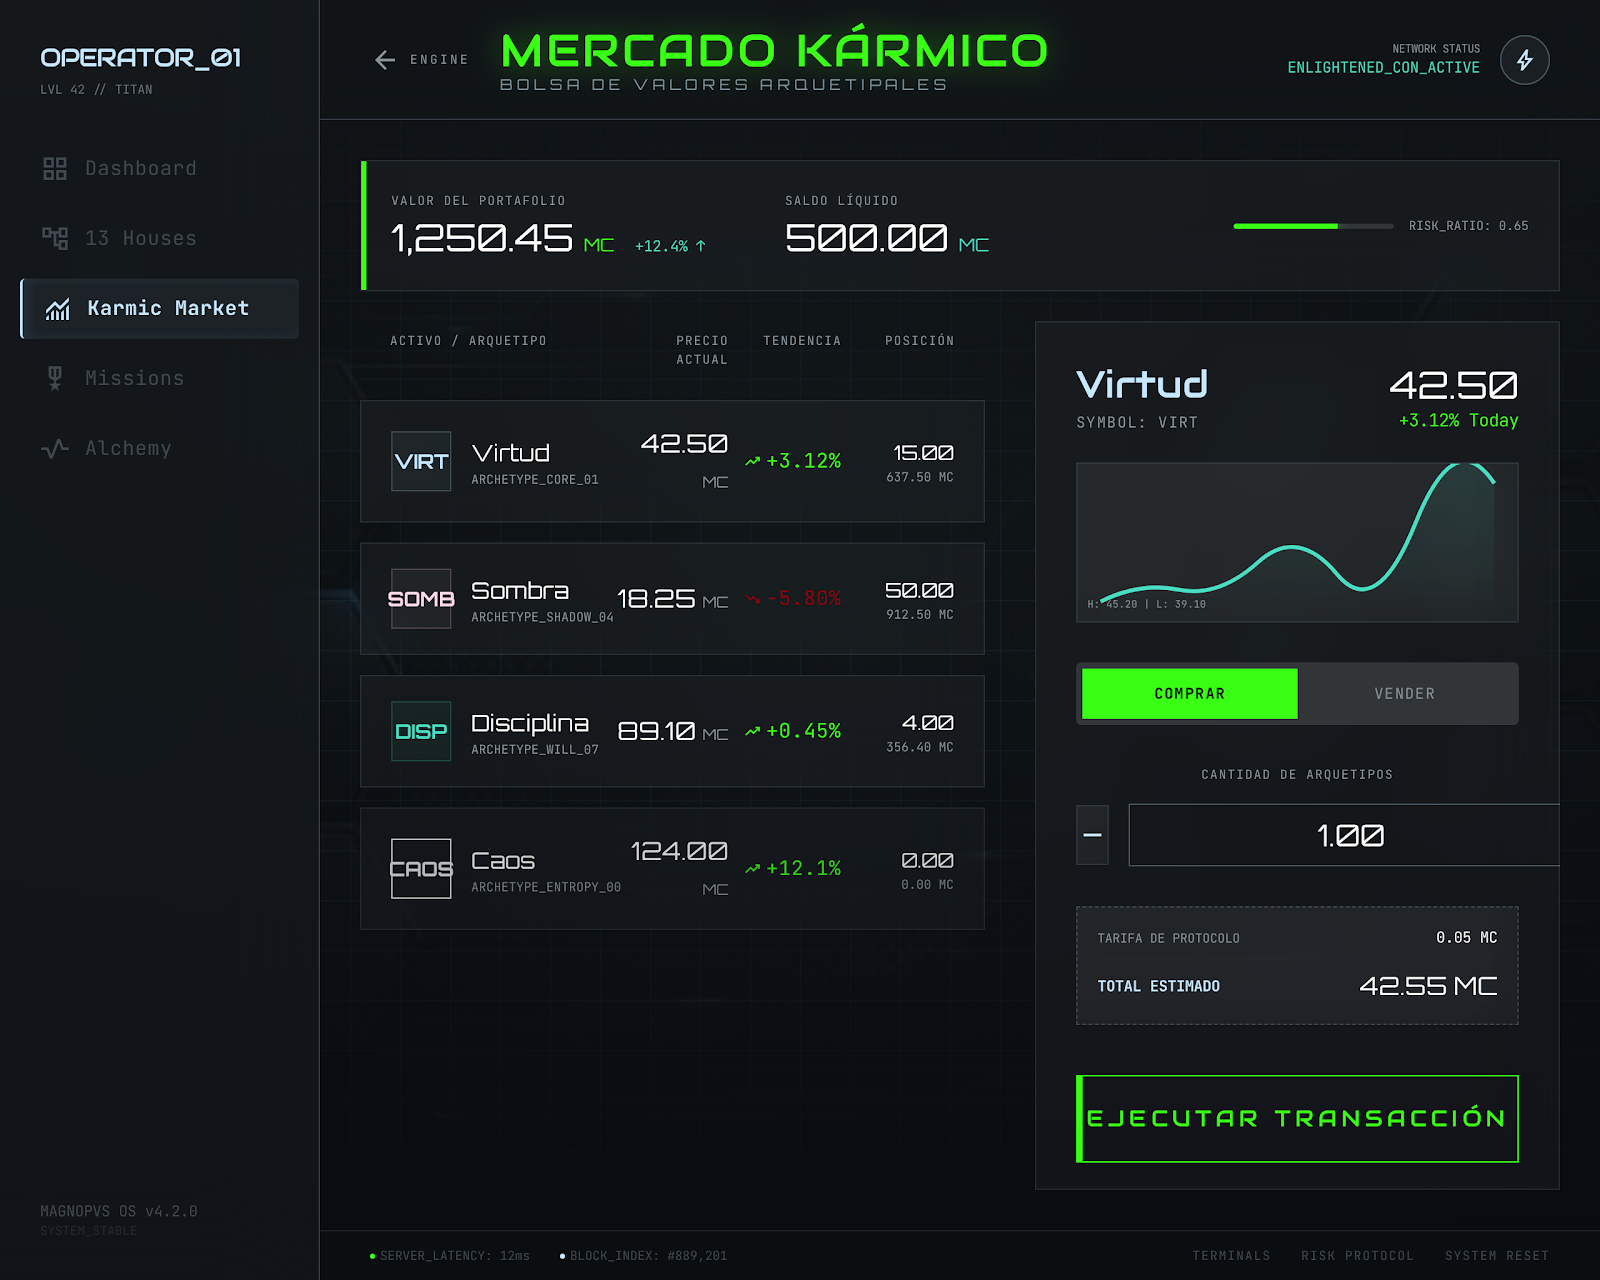 OPERATOR_01
LVL 42 // TITAN
Dashboard
13 Houses
Karmic Market
Missions
Alchemy
MAGNOPVS OS v4.2.0
SYSTEM_STABLE
ENGINE
MERCADO KÁRMICO
BOLSA DE VALORES ARQUETIPALES
NETWORK STATUS
ENLIGHTENED_CON_ACTIVE
VALOR DEL PORTAFOLIO
1,250.45 MC +12.4% ↑
SALDO LÍQUIDO
500.00 MC
RISK_RATIO: 0.65
ACTIVO / ARQUETIPO
PRECIO
ACTUAL
TENDENCIA
POSICIÓN
VIRT
Virtud
ARCHETYPE_CORE_01
42.50
MC
+3.12%
15.00
637.50 MC
SOMB
Sombra
ARCHETYPE_SHADOW_04
18.25 MC
-5.80%
50.00
912.50 MC
DISP
Disciplina
ARCHETYPE_WILL_07
89.10 MC
+0.45%
4.00
356.40 MC
CAOS
Caos
ARCHETYPE_ENTROPY_00
124.00
MC
+12.1%
0.00
0.00 MC
Virtud
SYMBOL: VIRT
42.50
+3.12% Today
H: 45.20 | L: 39.10
COMPRAR
VENDER
CANTIDAD DE ARQUETIPOS
1.00
TARIFA DE PROTOCOLO
0.05 MC
TOTAL ESTIMADO
42.55 MC
EJECUTAR TRANSACCIÓN
SERVER_LATENCY: 12ms
BLOCK_INDEX: #889,201
TERMINALS
RISK PROTOCOL
SYSTEM RESET